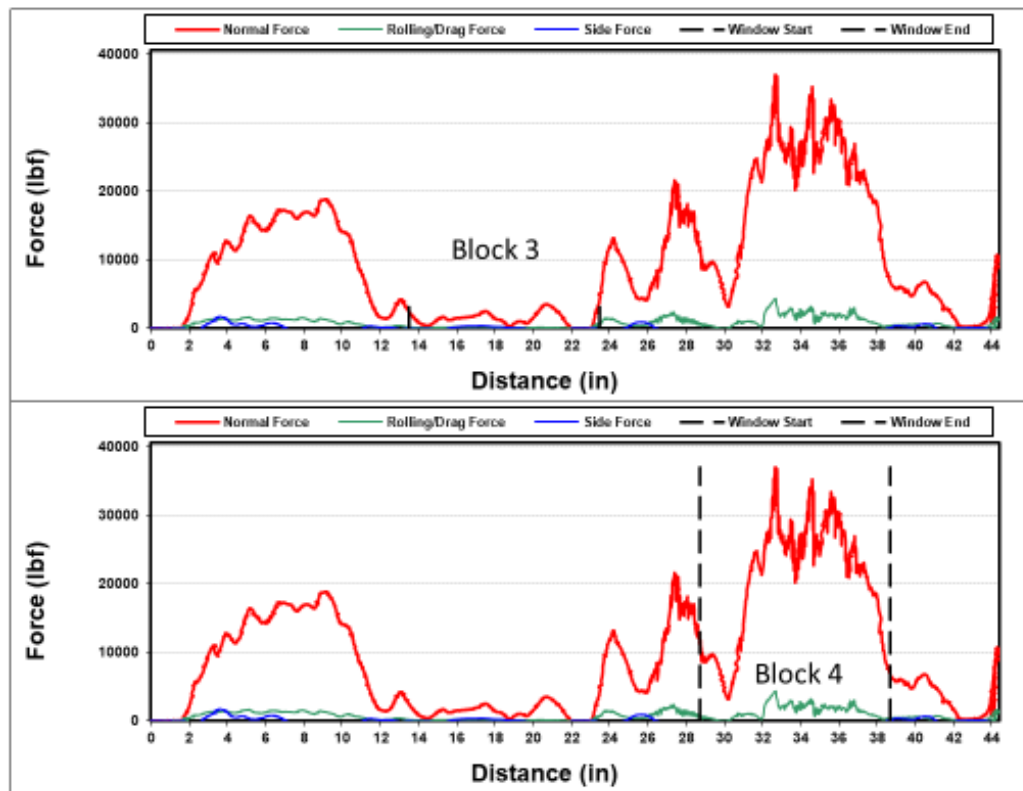 Normal Force Rolling/Drag Force Side Force Window Start Window End
40000
30000
20000
10000
0
Force (lbf)
Block 3
0 2 4 6 8 10 12 14 16 18 20 22 24 26 28 30 32 34 36 38 40 42 44
Distance (in)
Normal Force Rolling/Drag Force Side Force Window Start Window End
40000
30000
20000
10000
0
Force (lbf)
Block 4
0 2 4 6 8 10 12 14 16 18 20 22 24 26 28 30 32 34 36 38 40 42 44
Distance (in)